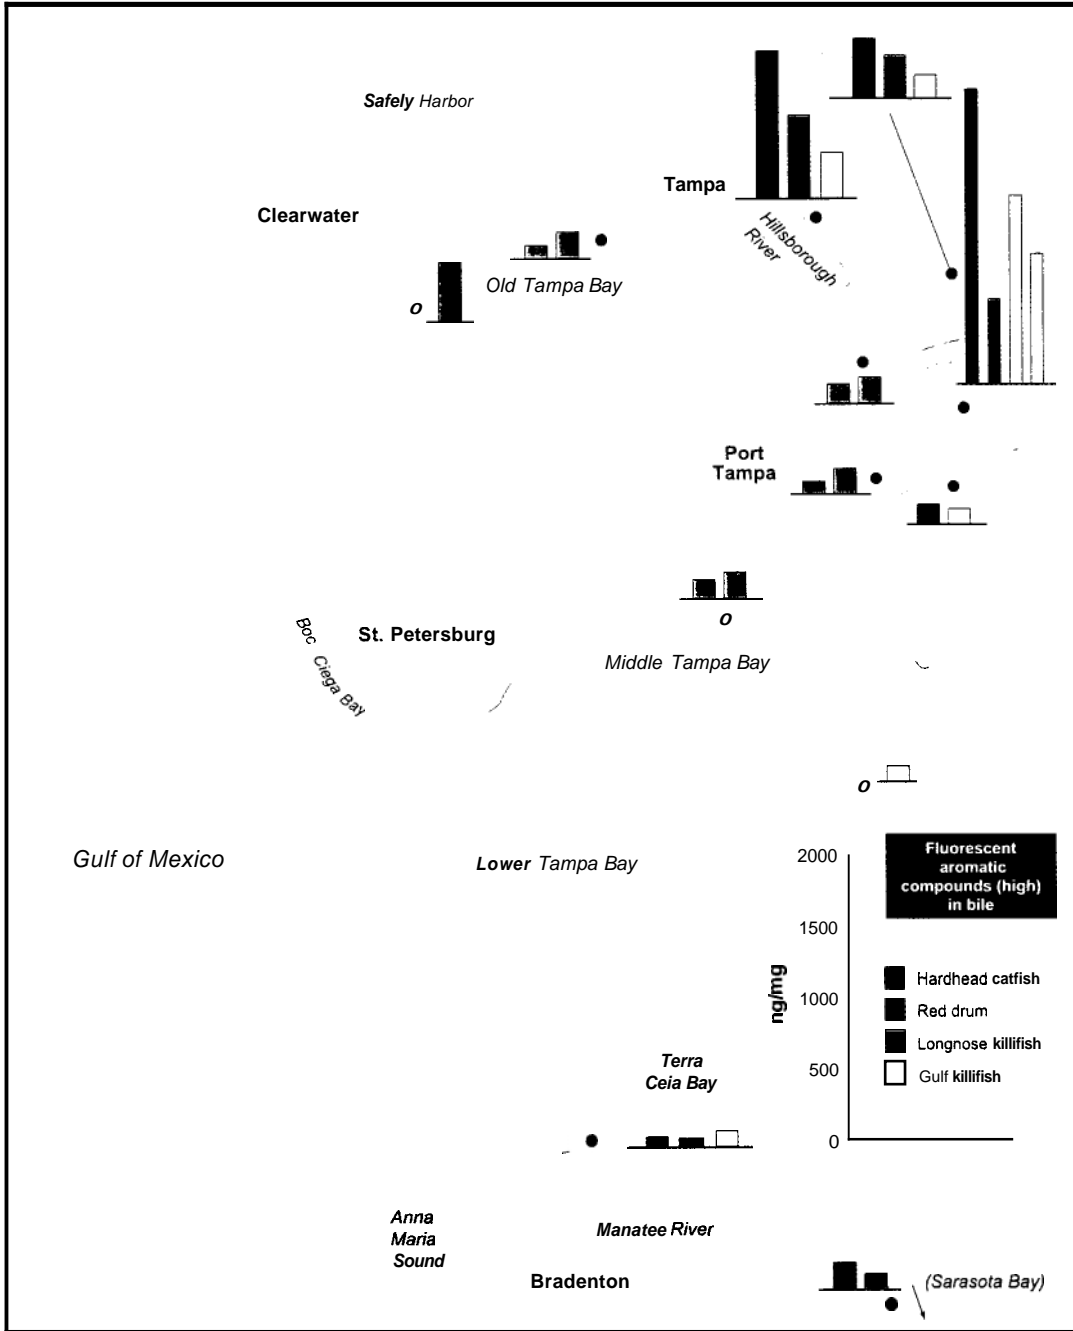 Safely Harbor
Tampa
Clearwater
Hillsborough
River
Old Tampa Bay
O
Port
Tampa
O
Boc Ciega Bay
St. Petersburg
Middle Tampa Bay
O
Gulf of Mexico
Lower Tampa Bay
Fluorescent
aromatic
compounds (high)
in bile
2000
1500
1000
500
0
ng/mg
Hardhead catfish
Red drum
Longnose killifish
Gulf killifish
Terra
Ceia Bay
Anna
Maria
Sound
Manatee River
Bradenton
(Sarasota Bay)